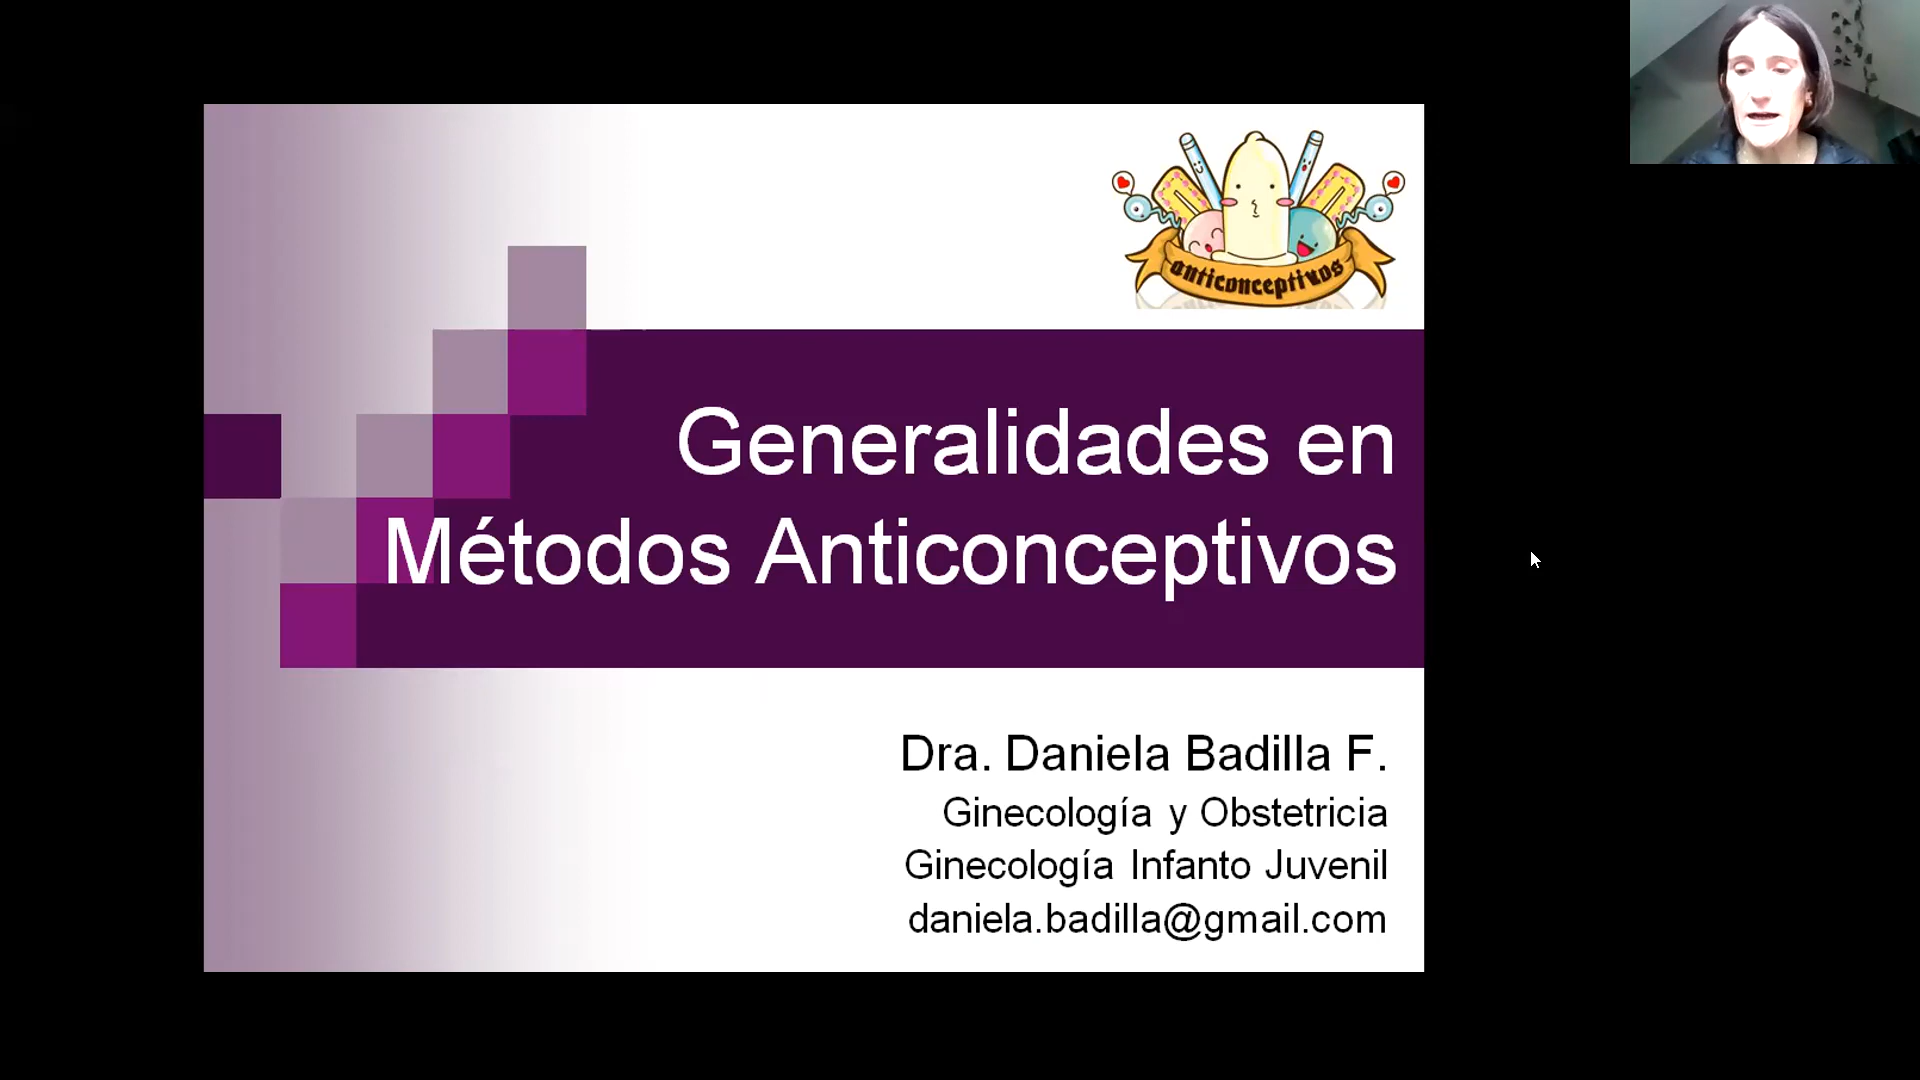 anticonceptivos
Generalidades en
Métodos Anticonceptivos
Dra. Daniela Badilla F.
Ginecología y Obstetricia
Ginecología Infanto Juvenil
daniela.badilla@gmail.com